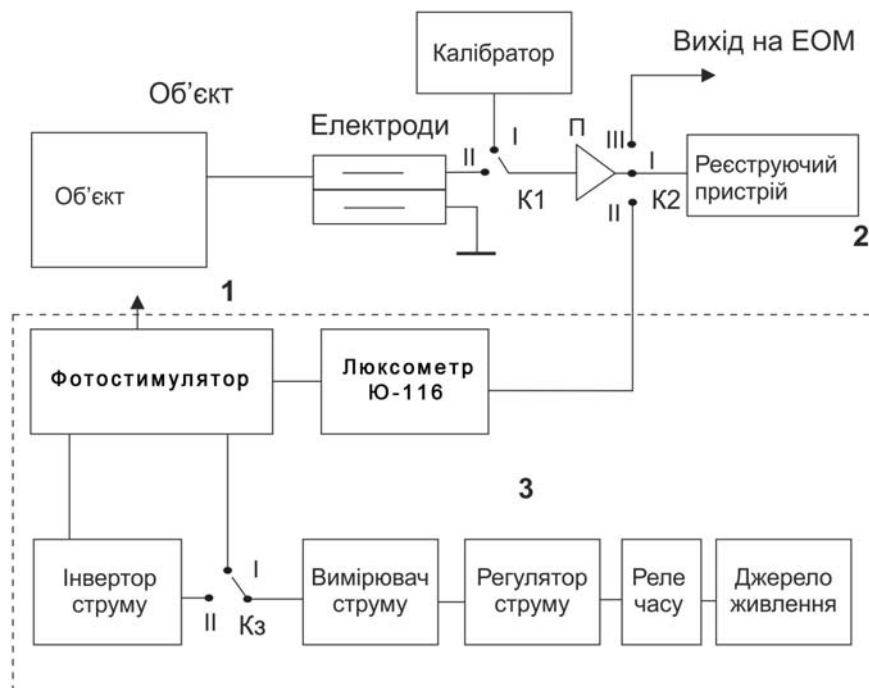 Калібратор
Вихід на ЕОМ
Об’єкт
Електроди
I
П
III
II
I
Об’єкт
К1
II
К2
Реєструючий
пристрій
2
1
Фотостимулятор
Люксометр
Ю-116
3
Інвертор
струму
I
II
Кз
Вимірювач
струму
Регулятор
струму
Реле
часу
Джерело
живлення